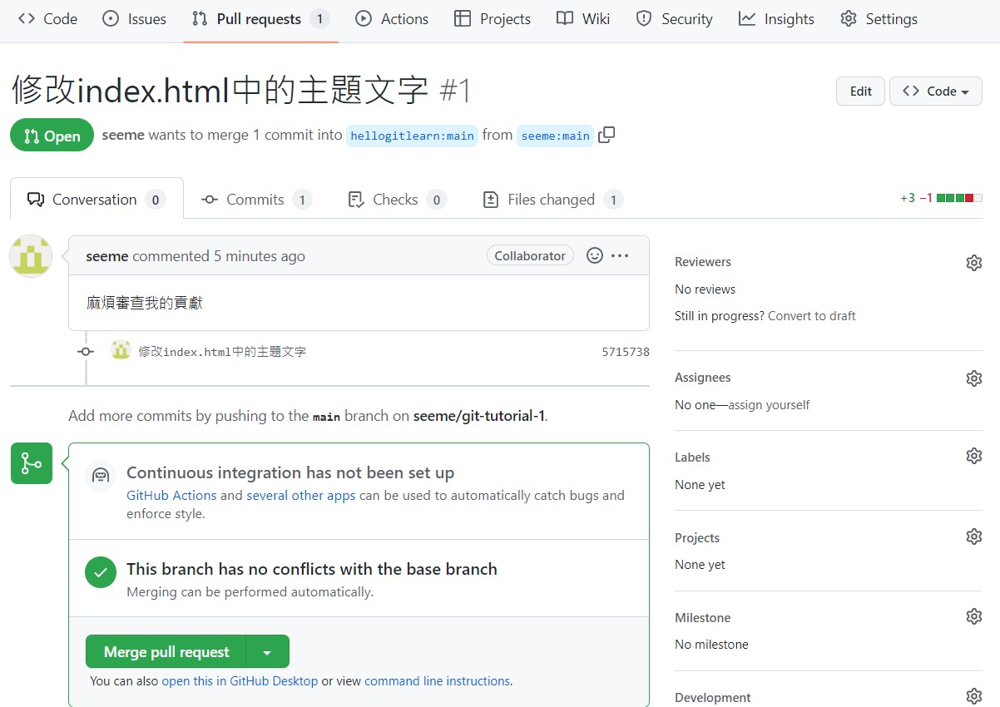 Code Issues Pull requests 1 Actions Projects Wiki Security Insights Settings
修改index.html中的主題文字 #1
Edit Code
Open seeme wants to merge 1 commit into hellogitlearn:main from seeme:main
Conversation 0 Commits 1 Checks 0 Files changed 1 +3 −1
seeme commented 5 minutes ago Collaborator
麻煩審查我的貢獻
修改index.html中的主題文字 5715738
Add more commits by pushing to the main branch on seeme/git-tutorial-1.
Continuous integration has not been set up
GitHub Actions and several other apps can be used to automatically catch bugs and
enforce style.
This branch has no conflicts with the base branch
Merging can be performed automatically.
Merge pull request
You can also open this in GitHub Desktop or view command line instructions.
Reviewers
No reviews
Still in progress? Convert to draft
Assignees
No one—assign yourself
Labels
None yet
Projects
None yet
Milestone
No milestone
Development